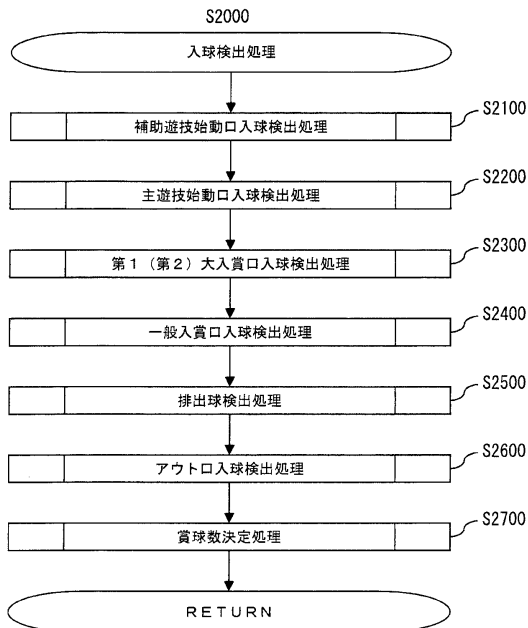 S2000
入球検出処理
S2100
補助遊技始動口入球検出処理
S2200
主遊技始動口入球検出処理
S2300
第1（第2）大入賞口入球検出処理
S2400
一般入賞口入球検出処理
S2500
排出球検出処理
S2600
アウト口入球検出処理
S2700
賞球数決定処理
RETURN